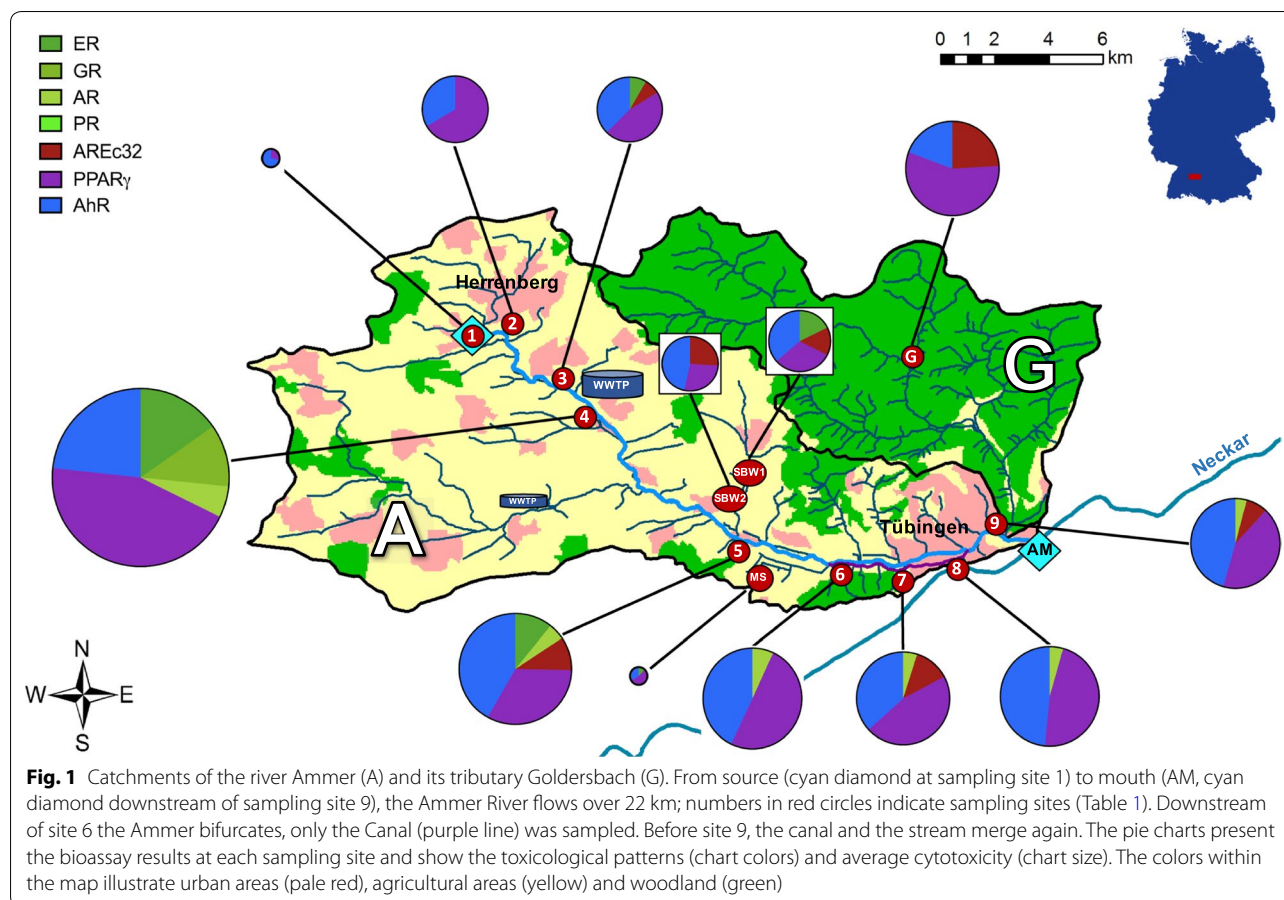 ER
GR
AR
PR
AREc32
PPARγ
AhR
0 1 2 4 6
km
Herrenberg
1
2
3
WWTP
4
G
G
SBW1
SBW2
WWTP
A
Neckar
Tübingen
9
AM
5
MS
6
7
8
N
W E
S
Fig. 1 Catchments of the river Ammer (A) and its tributary Goldersbach (G). From source (cyan diamond at sampling site 1) to mouth (AM, cyan
diamond downstream of sampling site 9), the Ammer River flows over 22 km; numbers in red circles indicate sampling sites (Table 1). Downstream
of site 6 the Ammer bifurcates, only the Canal (purple line) was sampled. Before site 9, the canal and the stream merge again. The pie charts present
the bioassay results at each sampling site and show the toxicological patterns (chart colors) and average cytotoxicity (chart size). The colors within
the map illustrate urban areas (pale red), agricultural areas (yellow) and woodland (green)